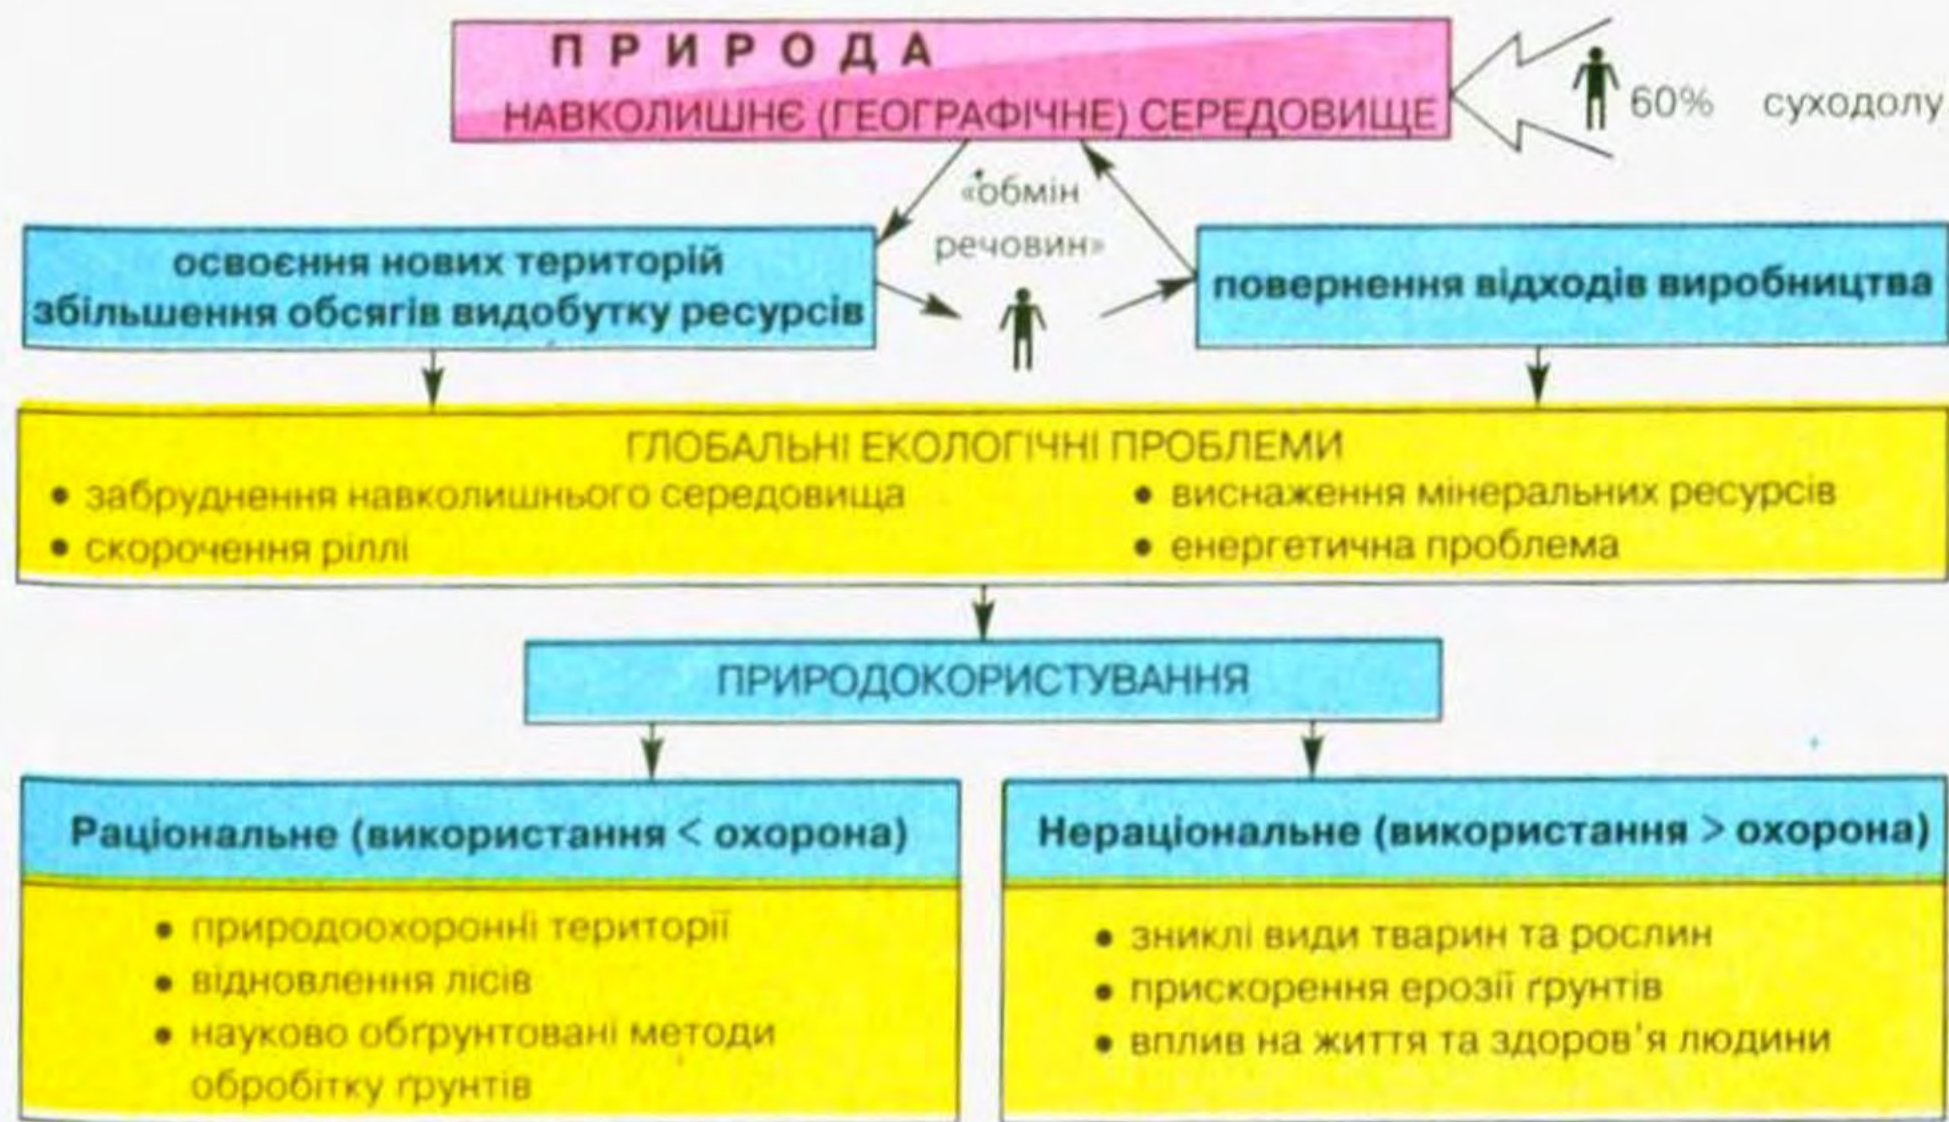 ПРИРОДА
НАВКОЛИШНЄ (ГЕОГРАФІЧНЕ) СЕРЕДОВИЩЕ
60% суходолу
«обмін
речовин»
освоєння нових територій
збільшення обсягів видобутку ресурсів
повернення відходів виробництва
ГЛОБАЛЬНІ ЕКОЛОГІЧНІ ПРОБЛЕМИ
• забруднення навколишнього середовища
• скорочення ріллі
• виснаження мінеральних ресурсів
• енергетична проблема
ПРИРОДОКОРИСТУВАННЯ
Раціональне (використання < охорона)
• природоохоронні території
• відновлення лісів
• науково обґрунтовані методи
обробітку ґрунтів
Нераціональне (використання > охорона)
• зниклі види тварин та рослин
• прискорення ерозії ґрунтів
• вплив на життя та здоров'я людини